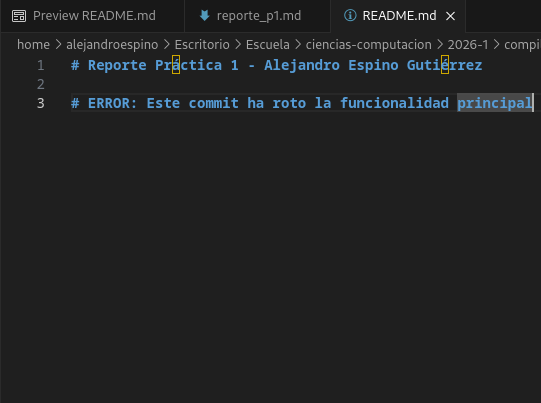 Preview README.md reporte_p1.md README.md
home > alejandroespino > Escritorio > Escuela > ciencias-computacion > 2026-1 > compi
1 # Reporte Práctica 1 - Alejandro Espino Gutiérrez
2
3 # ERROR: Este commit ha roto la funcionalidad principal